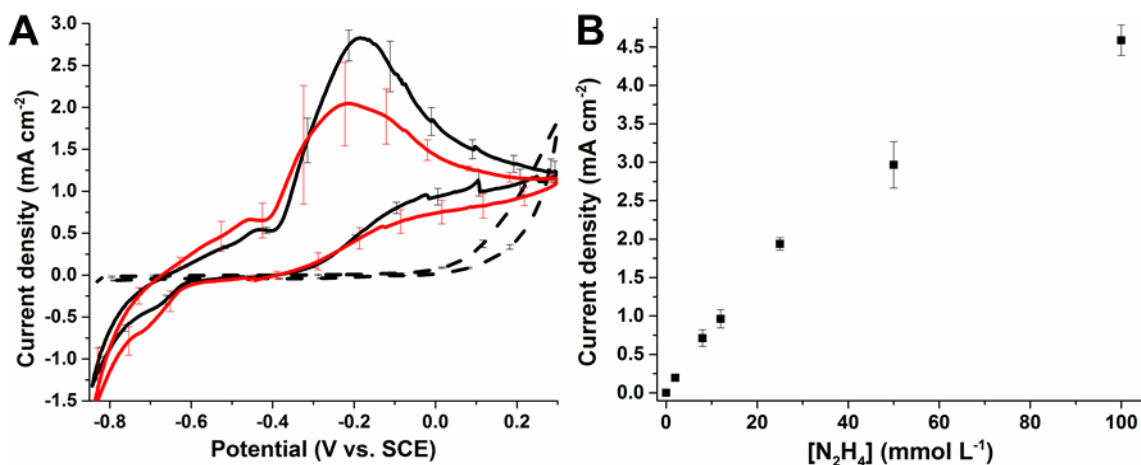 A
Current density (mA cm⁻²)
3.0
2.5
2.0
1.5
1.0
0.5
0.0
-0.5
-1.0
-1.5
-0.8 -0.6 -0.4 -0.2 0.0 0.2
Potential (V vs. SCE)
B
Current density (mA cm⁻²)
4.5
4.0
3.5
3.0
2.5
2.0
1.5
1.0
0.5
0.0
0 20 40 60 80 100
[N₂H₄] (mmol L⁻¹)